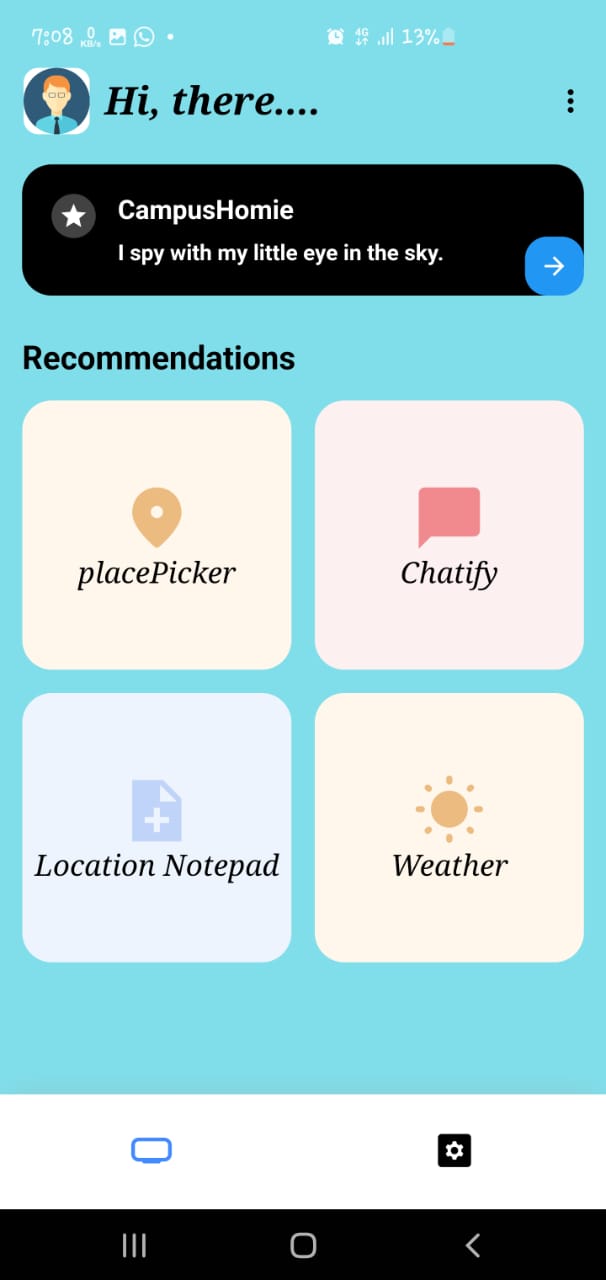 7:08 0 KB/s 4G 13%
Hi, there....
CampusHomie
I spy with my little eye in the sky.
Recommendations
placePicker
Chatify
Location Notepad
Weather